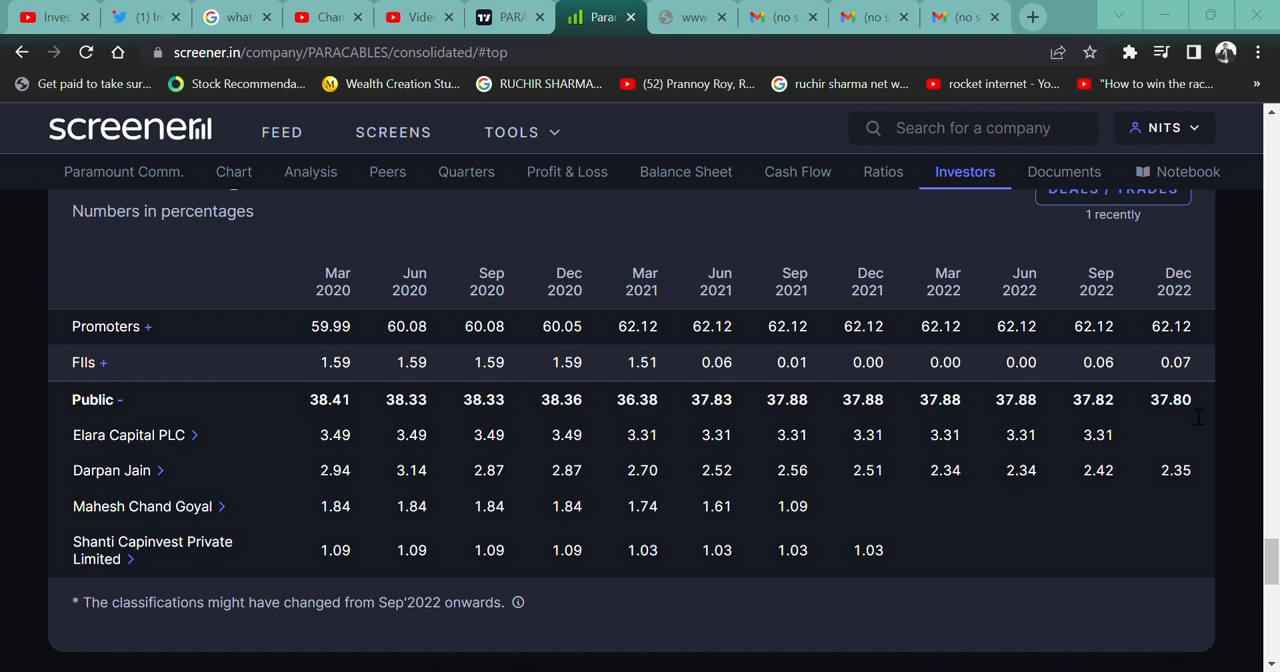 Inves
(1) In
what
Chan
Vide
PARA
Parar
www
(no s
(no s
(no s
screener.in/company/PARACABLES/consolidated/#top
Get paid to take sur... Stock Recommenda... Wealth Creation Stu... RUCHIR SHARMA... (52) Prannoy Roy, R... ruchir sharma net w... rocket internet - Yo... "How to win the rac... »
screener FEED SCREENS TOOLS Search for a company NITS
Paramount Comm. Chart Analysis Peers Quarters Profit & Loss Balance Sheet Cash Flow Ratios Investors Documents Notebook
DEALS / TRADES
Numbers in percentages 1 recently
Mar Jun Sep Dec Mar Jun Sep Dec Mar Jun Sep Dec
2020 2020 2020 2020 2021 2021 2021 2021 2022 2022 2022 2022
Promoters + 59.99 60.08 60.08 60.05 62.12 62.12 62.12 62.12 62.12 62.12 62.12 62.12
FIIs + 1.59 1.59 1.59 1.59 1.51 0.06 0.01 0.00 0.00 0.00 0.06 0.07
Public - 38.41 38.33 38.33 38.36 36.38 37.83 37.88 37.88 37.88 37.88 37.82 37.80
Elara Capital PLC > 3.49 3.49 3.49 3.49 3.31 3.31 3.31 3.31 3.31 3.31 3.31
Darpan Jain > 2.94 3.14 2.87 2.87 2.70 2.52 2.56 2.51 2.34 2.34 2.42 2.35
Mahesh Chand Goyal > 1.84 1.84 1.84 1.84 1.74 1.61 1.09
Shanti Capinvest Private
Limited > 1.09 1.09 1.09 1.09 1.03 1.03 1.03 1.03
* The classifications might have changed from Sep'2022 onwards.